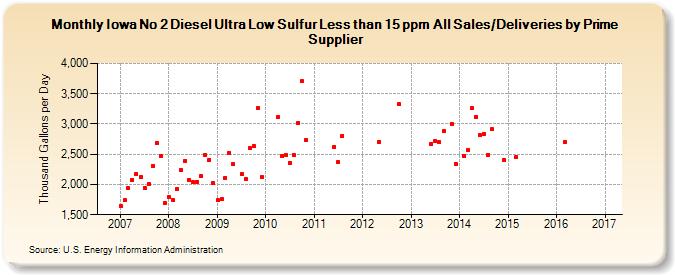 Monthly Iowa No 2 Diesel Ultra Low Sulfur Less than 15 ppm All Sales/Deliveries by Prime
Supplier
Thousand Gallons per Day
4,000
3,500
3,000
2,500
2,000
1,500
2007 2008 2009 2010 2011 2012 2013 2014 2015 2016 2017
Source: U.S. Energy Information Administration